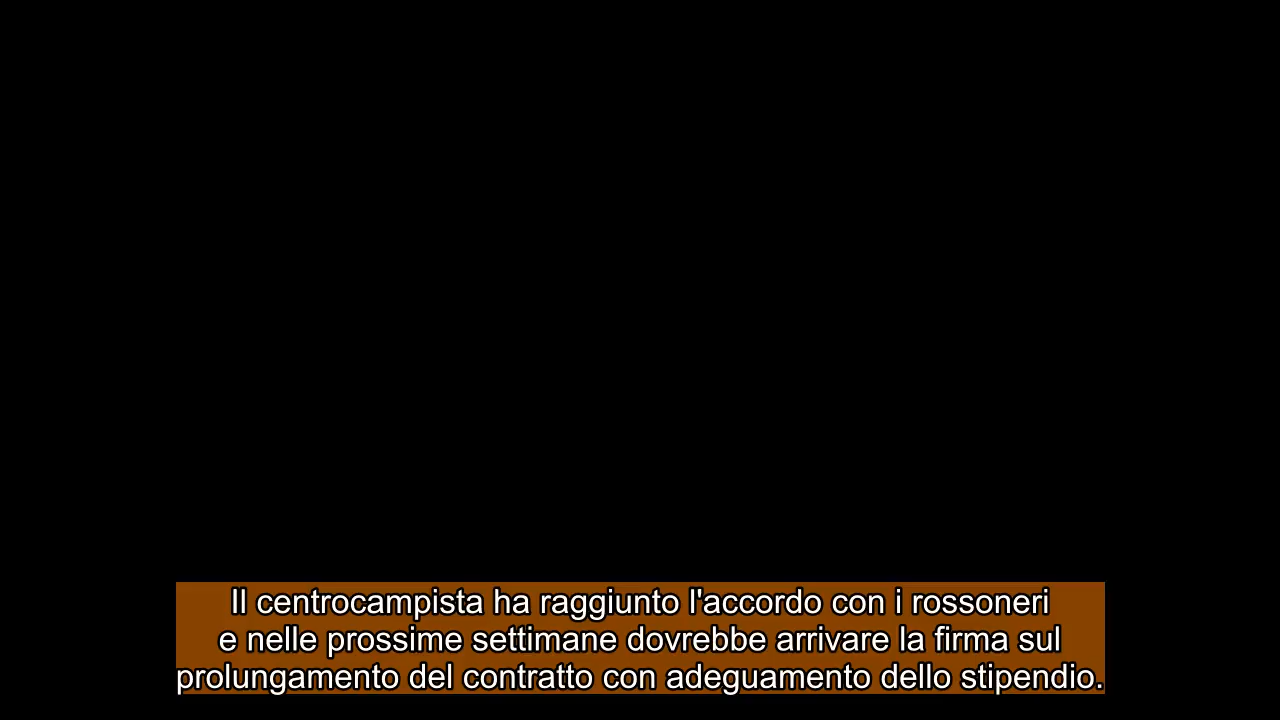 Il centrocampista ha raggiunto l'accordo con i rossoneri
e nelle prossime settimane dovrebbe arrivare la firma sul
prolungamento del contratto con adeguamento dello stipendio.